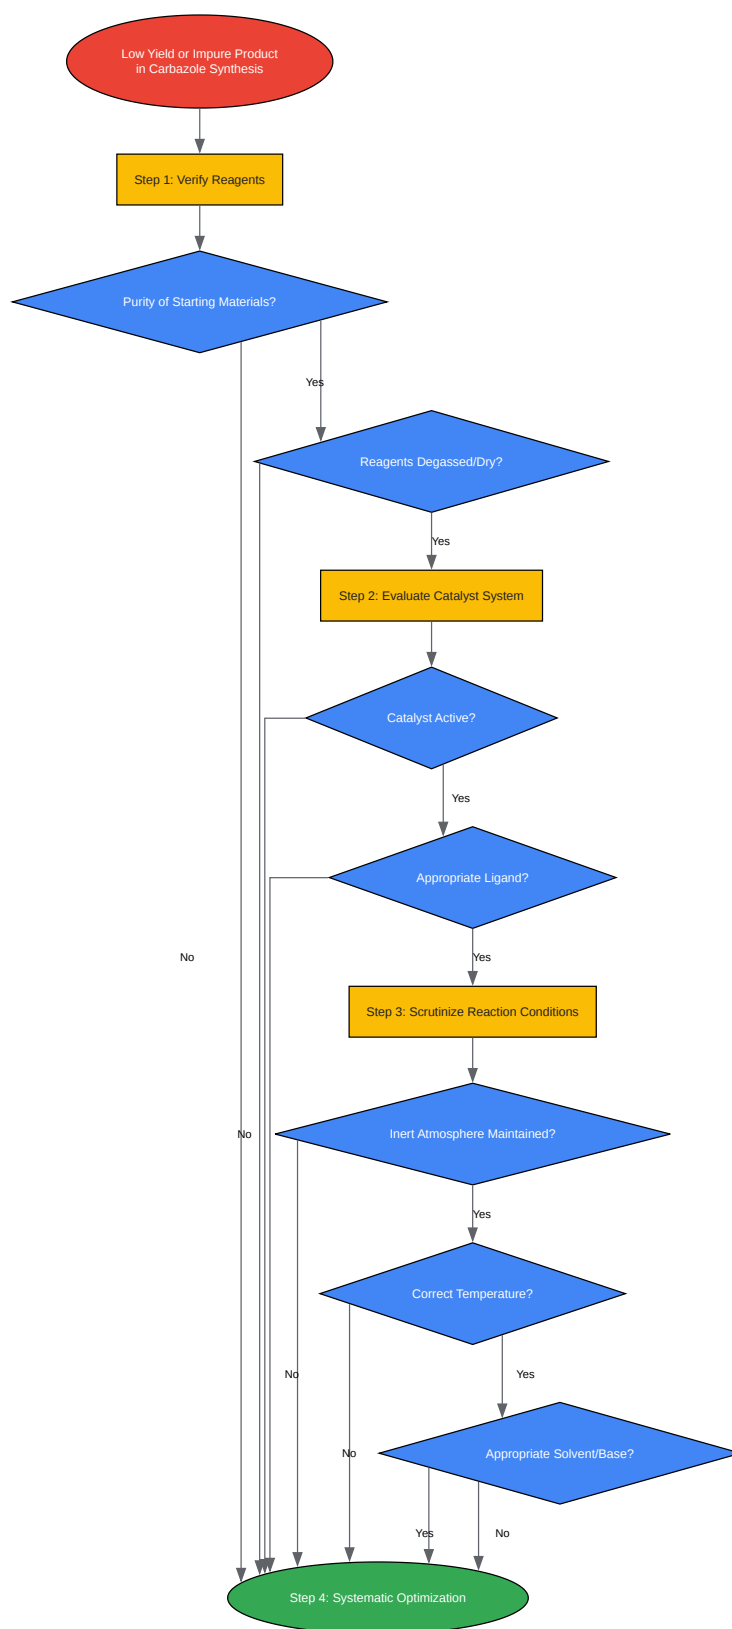 Low Yield or Impure Product
in Carbazole Synthesis
Step 1: Verify Reagents
Purity of Starting Materials?
Yes
Reagents Degassed/Dry?
Yes
Step 2: Evaluate Catalyst System
Catalyst Active?
Yes
Appropriate Ligand?
No
Yes
Step 3: Scrutinize Reaction Conditions
No
Inert Atmosphere Maintained?
Yes
Correct Temperature?
No
Yes
No
Appropriate Solvent/Base?
Yes
No
Step 4: Systematic Optimization